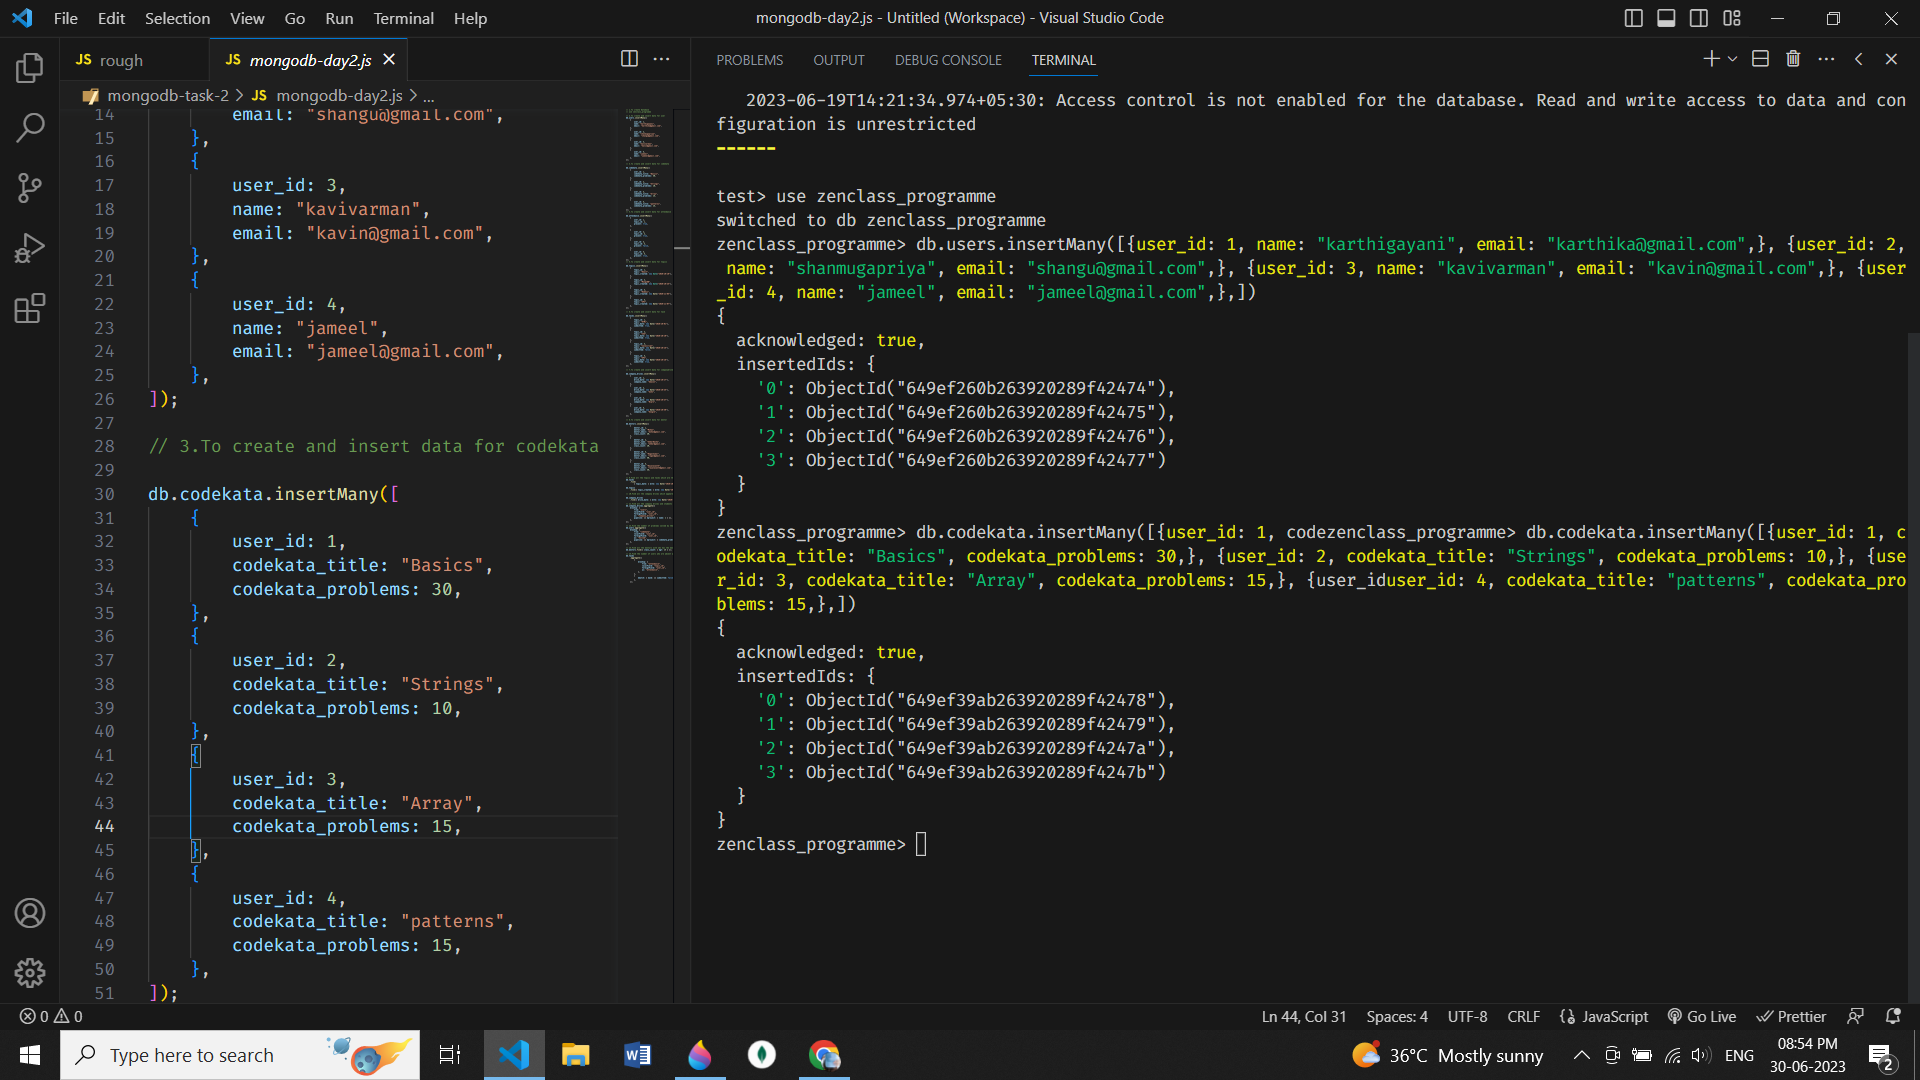 File Edit Selection View Go Run Terminal Help
mongodb-day2.js - Untitled (Workspace) - Visual Studio Code
JS rough
JS mongodb-day2.js
mongodb-task-2 > JS mongodb-day2.js > ...
14 email: "shangu@gmail.com",
15 },
16 {
17 user_id: 3,
18 name: "kavivarman",
19 email: "kavin@gmail.com",
20 },
21 {
22 user_id: 4,
23 name: "jameel",
24 email: "jameel@gmail.com",
25 },
26 ]);
27
28 // 3.To create and insert data for codekata
29
30 db.codekata.insertMany([
31 {
32 user_id: 1,
33 codekata_title: "Basics",
34 codekata_problems: 30,
35 },
36 {
37 user_id: 2,
38 codekata_title: "Strings",
39 codekata_problems: 10,
40 },
41 {
42 user_id: 3,
43 codekata_title: "Array",
44 codekata_problems: 15,
45 },
46 {
47 user_id: 4,
48 codekata_title: "patterns",
49 codekata_problems: 15,
50 },
51 ]);
PROBLEMS OUTPUT DEBUG CONSOLE TERMINAL
2023-06-19T14:21:34.974+05:30: Access control is not enabled for the database. Read and write access to data and con
figuration is unrestricted
------
test> use zenclass_programme
switched to db zenclass_programme
zenclass_programme> db.users.insertMany([{user_id: 1, name: "karthigayani", email: "karthika@gmail.com",}, {user_id: 2,
name: "shanmugapriya", email: "shangu@gmail.com",}, {user_id: 3, name: "kavivarman", email: "kavin@gmail.com",}, {user
_id: 4, name: "jameel", email: "jameel@gmail.com",},])
{
acknowledged: true,
insertedIds: {
'0': ObjectId("649ef260b263920289f42474"),
'1': ObjectId("649ef260b263920289f42475"),
'2': ObjectId("649ef260b263920289f42476"),
'3': ObjectId("649ef260b263920289f42477")
}
}
zenclass_programme> db.codekata.insertMany([{user_id: 1, codezenclass_programme> db.codekata.insertMany([{user_id: 1, c
odekata_title: "Basics", codekata_problems: 30,}, {user_id: 2, codekata_title: "Strings", codekata_problems: 10,}, {use
r_id: 3, codekata_title: "Array", codekata_problems: 15,}, {user_iduser_id: 4, codekata_title: "patterns", codekata_pro
blems: 15,},])
{
acknowledged: true,
insertedIds: {
'0': ObjectId("649ef39ab263920289f42478"),
'1': ObjectId("649ef39ab263920289f42479"),
'2': ObjectId("649ef39ab263920289f4247a"),
'3': ObjectId("649ef39ab263920289f4247b")
}
}
zenclass_programme>
0 0
Ln 44, Col 31 Spaces: 4 UTF-8 CRLF JavaScript Go Live Prettier
Type here to search
36°C Mostly sunny
ENG
08:54 PM
30-06-2023
2